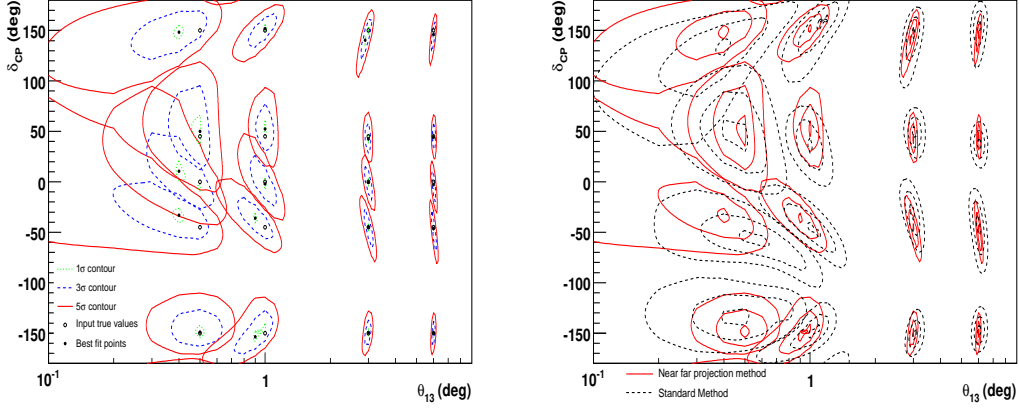 δCP (deg)
150
100
50
0
-50
-100
-150
1σ contour
3σ contour
5σ contour
Input true values
Best fit points
10-1
1
θ13 (deg)
δCP (deg)
150
100
50
0
-50
-100
-150
10-1
1
θ13 (deg)
Near far projection method
Standard Method